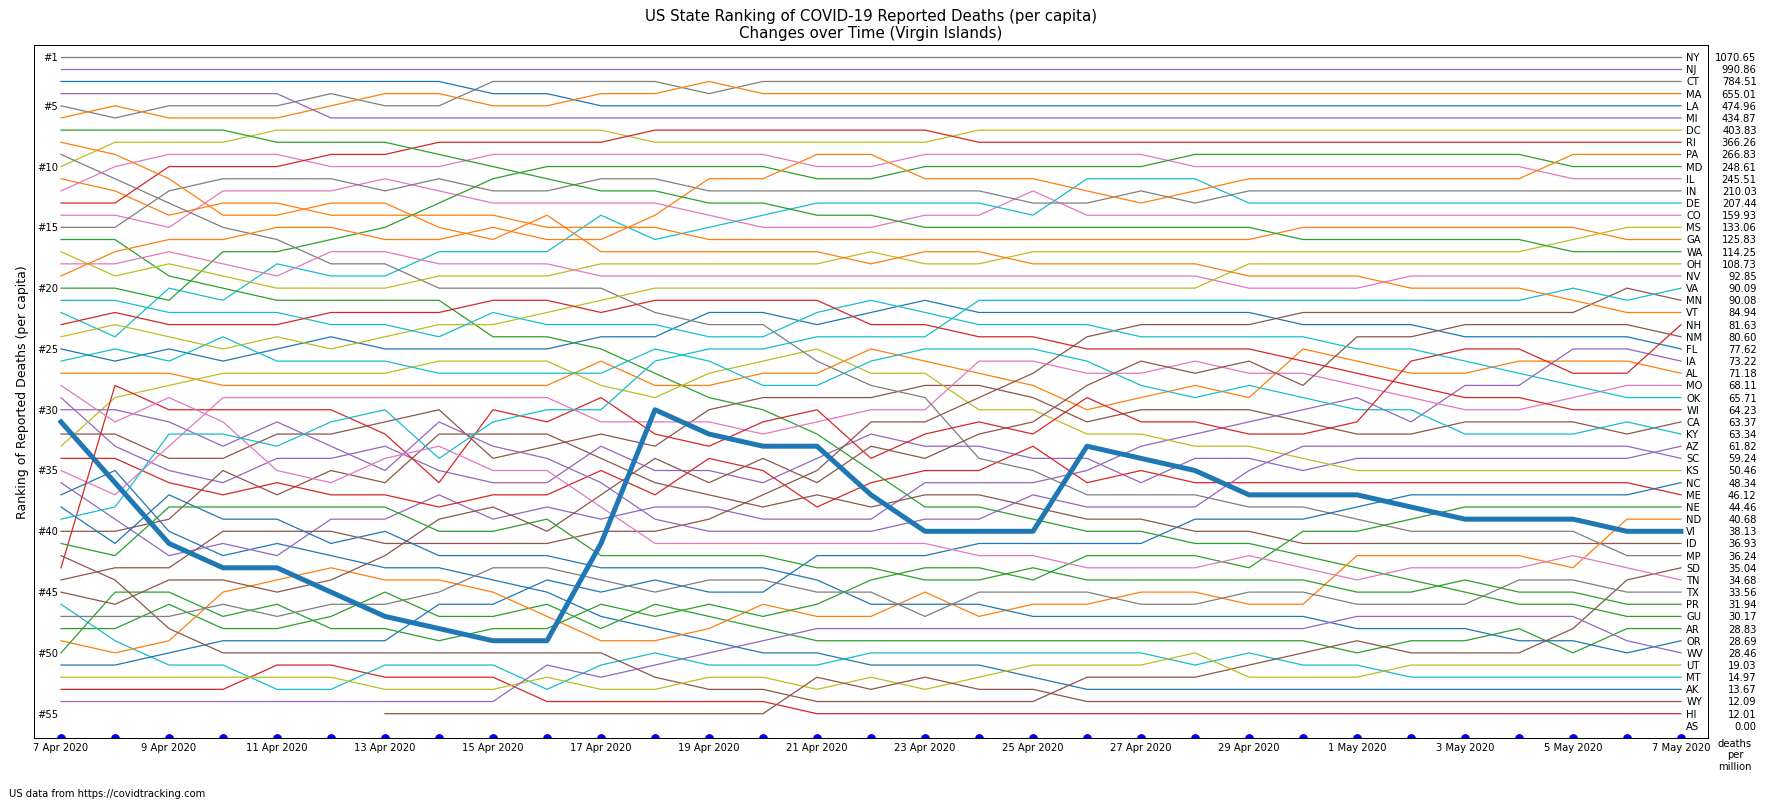 US State Ranking of COVID-19 Reported Deaths (per capita)
Changes over Time (Virgin Islands)
Ranking of Reported Deaths (per capita)
#1
#5
#10
#15
#20
#25
#30
#35
#40
#45
#50
#55
NY 1070.65
NJ 990.86
CT 784.51
MA 655.01
LA 474.96
MI 434.87
DC 403.83
RI 366.26
PA 266.83
MD 248.61
IL 245.51
IN 210.03
DE 207.44
CO 159.93
MS 133.06
GA 125.83
WA 114.25
OH 108.73
NV 92.85
VA 90.09
MN 90.08
VT 84.94
NH 81.63
NM 80.60
FL 77.62
IA 73.22
AL 71.18
MO 68.11
OK 65.71
WI 64.23
CA 63.37
KY 63.34
AZ 61.82
SC 59.24
KS 50.46
NC 48.34
ME 46.12
NE 44.46
ND 40.68
VI 38.13
ID 36.93
MP 36.24
SD 35.04
TN 34.68
TX 33.56
PR 31.94
GU 30.17
AR 28.83
OR 28.69
WV 28.46
UT 19.03
MT 14.97
AK 13.67
WY 12.09
HI 12.01
AS 0.00
7 Apr 2020 9 Apr 2020 11 Apr 2020 13 Apr 2020 15 Apr 2020 17 Apr 2020 19 Apr 2020 21 Apr 2020 23 Apr 2020 25 Apr 2020 27 Apr 2020 29 Apr 2020 1 May 2020 3 May 2020 5 May 2020 7 May 2020
deaths
per
million
US data from https://covidtracking.com